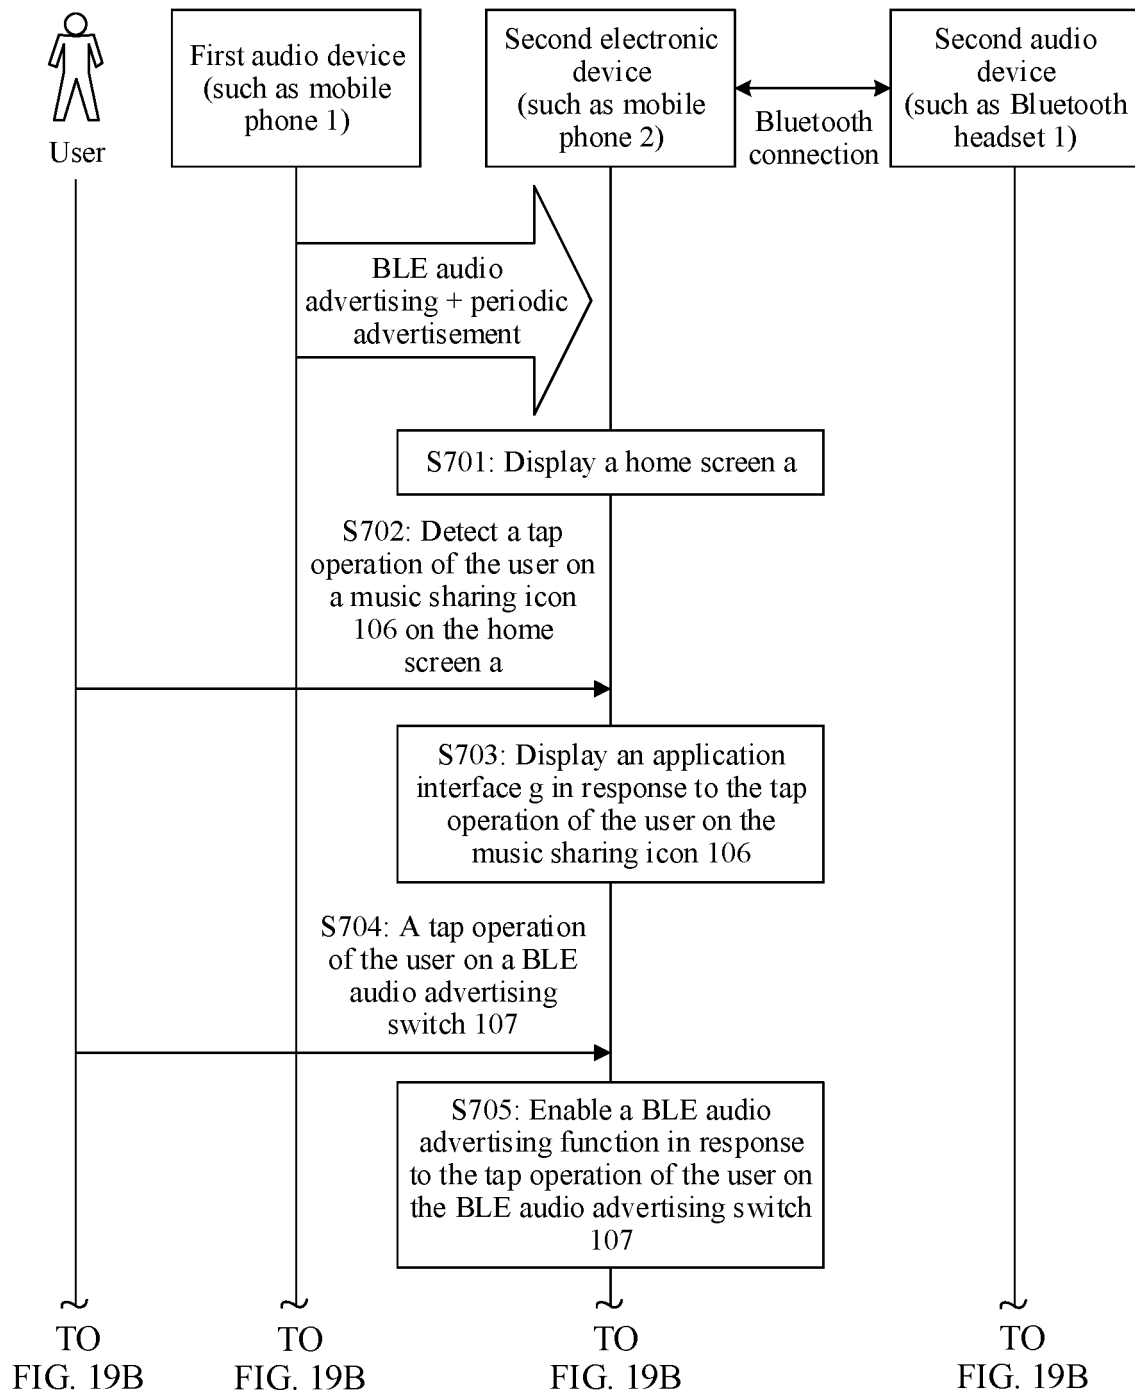 User
First audio device
(such as mobile
phone 1)
Second electronic
device
(such as mobile
phone 2)
Bluetooth
connection
Second audio
device
(such as Bluetooth
headset 1)
BLE audio
advertising + periodic
advertisement
S701: Display a home screen a
S702: Detect a tap
operation of the user on
a music sharing icon
106 on the home
screen a
S703: Display an application
interface g in response to the tap
operation of the user on the
music sharing icon 106
S704: A tap operation
of the user on a BLE
audio advertising
switch 107
S705: Enable a BLE audio
advertising function in response
to the tap operation of the user on
the BLE audio advertising switch
107
~
TO
FIG. 19B
~
TO
FIG. 19B
~
TO
FIG. 19B
~
TO
FIG. 19B